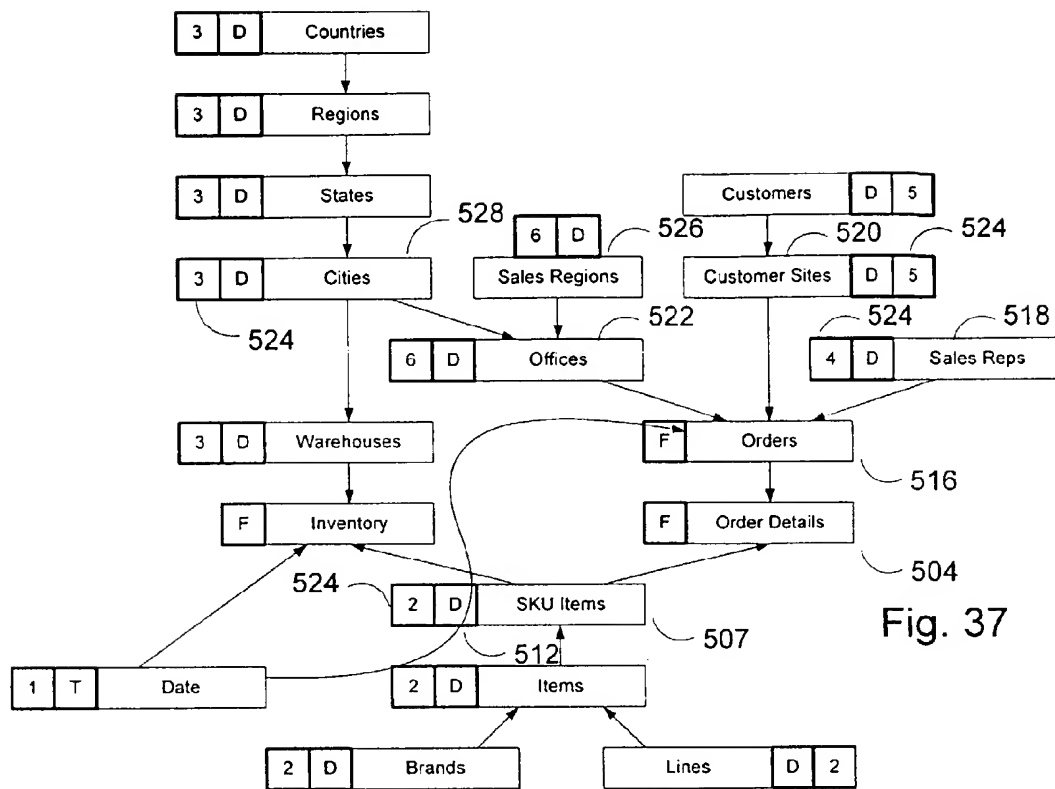 3 D Countries
3 D Regions
3 D States
Customers D 5
528
6 D
526
520
524
3 D Cities
Sales Regions
Customer Sites D 5
524
522
524
518
6 D Offices
4 D Sales Reps
3 D Warehouses
F Orders
516
F Inventory
F Order Details
504
524
2 D SKU Items
507
Fig. 37
512
1 T Date
2 D Items
2 D Brands
Lines D 2